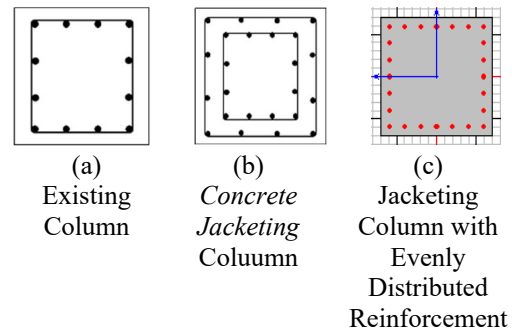 (a)
Existing
Column
(b)
Concrete
Jacketing
Coluumn
(c)
Jacketing
Column with
Evenly
Distributed
Reinforcement